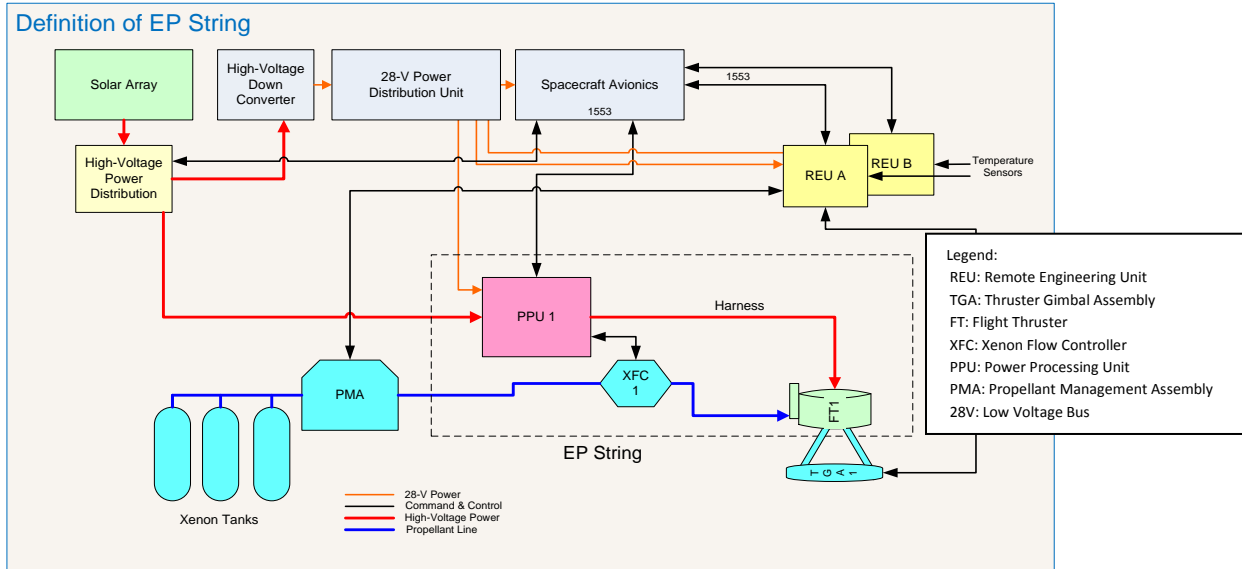 Definition of EP String
Solar Array
High-Voltage
Down
Converter
28-V Power
Distribution Unit
Spacecraft Avionics
1553
1553
High-Voltage
Power
Distribution
REU B
REU A
Temperature
Sensors
Legend:
REU: Remote Engineering Unit
TGA: Thruster Gimbal Assembly
FT: Flight Thruster
XFC: Xenon Flow Controller
PPU: Power Processing Unit
PMA: Propellant Management Assembly
28V: Low Voltage Bus
PPU 1
Harness
PMA
XFC
1
FT1
TGA1
EP String
Xenon Tanks
28-V Power
Command & Control
High-Voltage Power
Propellant Line